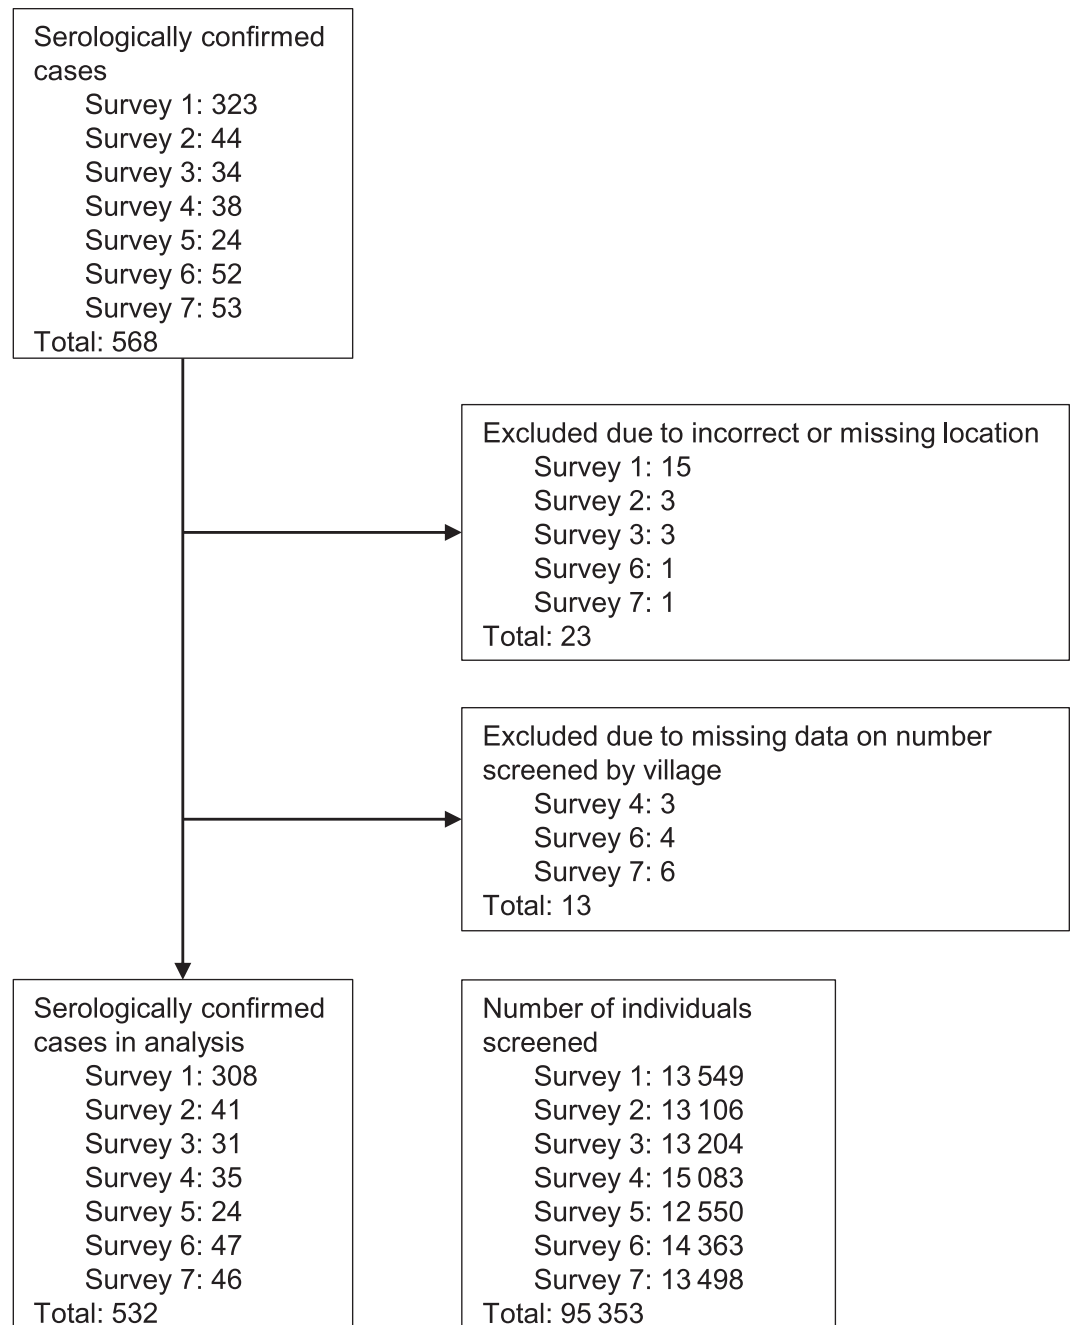 Serologically confirmed
cases
Survey 1: 323
Survey 2: 44
Survey 3: 34
Survey 4: 38
Survey 5: 24
Survey 6: 52
Survey 7: 53
Total: 568
Excluded due to incorrect or missing location
Survey 1: 15
Survey 2: 3
Survey 3: 3
Survey 6: 1
Survey 7: 1
Total: 23
Excluded due to missing data on number
screened by village
Survey 4: 3
Survey 6: 4
Survey 7: 6
Total: 13
Serologically confirmed
cases in analysis
Survey 1: 308
Survey 2: 41
Survey 3: 31
Survey 4: 35
Survey 5: 24
Survey 6: 47
Survey 7: 46
Total: 532
Number of individuals
screened
Survey 1: 13 549
Survey 2: 13 106
Survey 3: 13 204
Survey 4: 15 083
Survey 5: 12 550
Survey 6: 14 363
Survey 7: 13 498
Total: 95 353